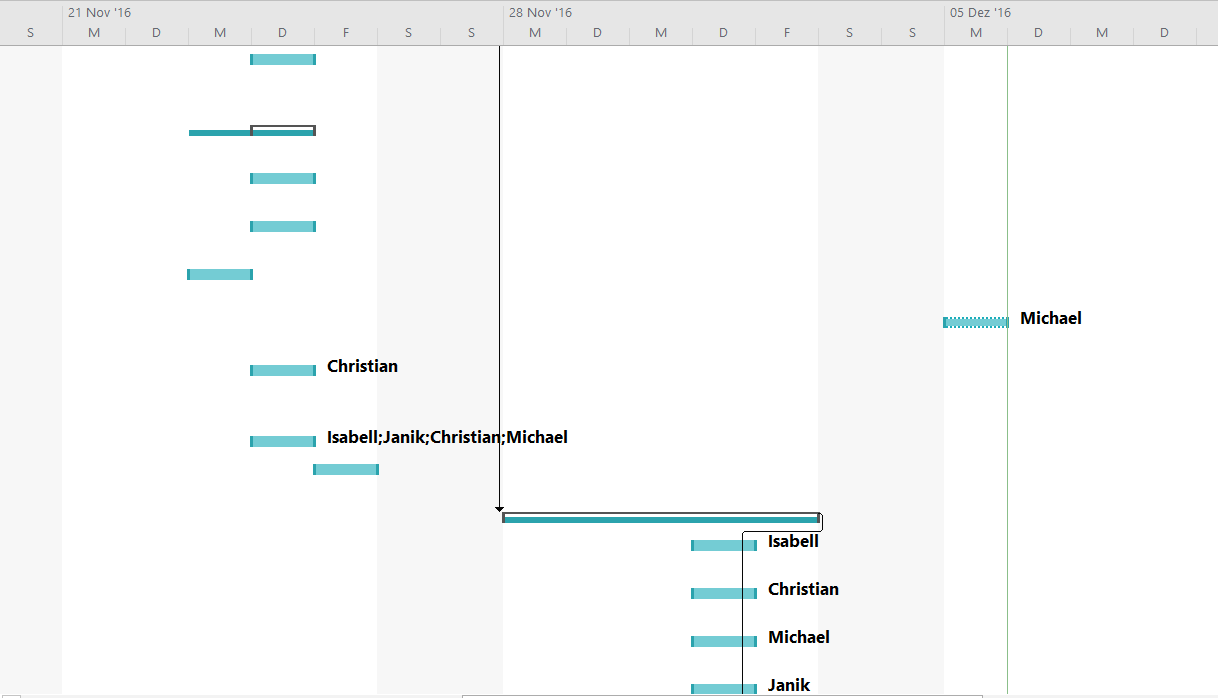 21 Nov '16 28 Nov '16 05 Dez '16
S M D M D F S S M D M D F S S M D M D
Michael
Christian
Isabell;Janik;Christian;Michael
Isabell
Christian
Michael
Janik